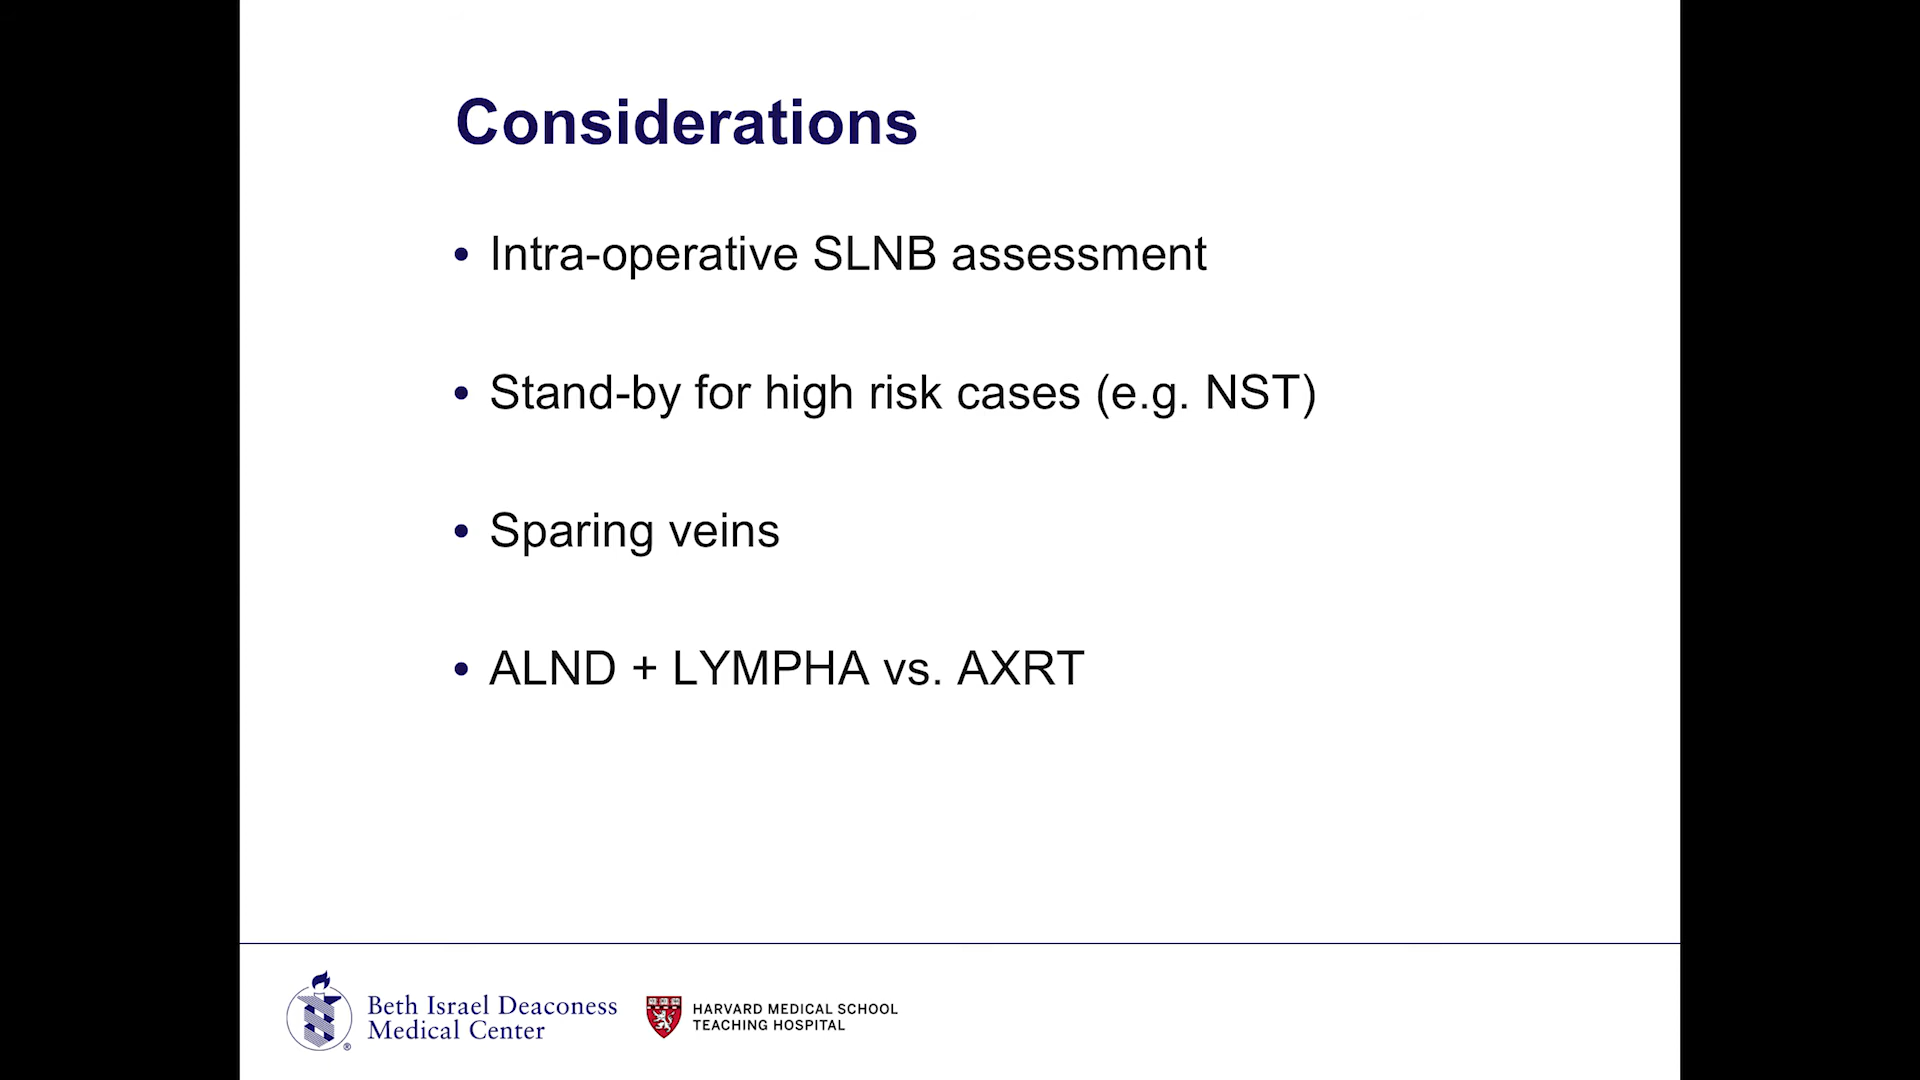 Considerations
• Intra-operative SLNB assessment
• Stand-by for high risk cases (e.g. NST)
• Sparing veins
• ALND + LYMPHA vs. AXRT
Beth Israel Deaconess
Medical Center
®
HARVARD MEDICAL SCHOOL
TEACHING HOSPITAL